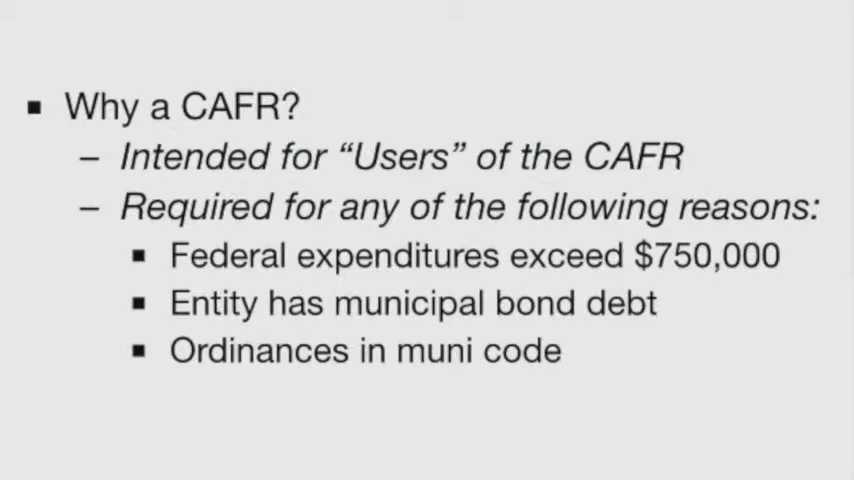 ▪ Why a CAFR?
– Intended for “Users” of the CAFR
– Required for any of the following reasons:
▪ Federal expenditures exceed $750,000
▪ Entity has municipal bond debt
▪ Ordinances in muni code